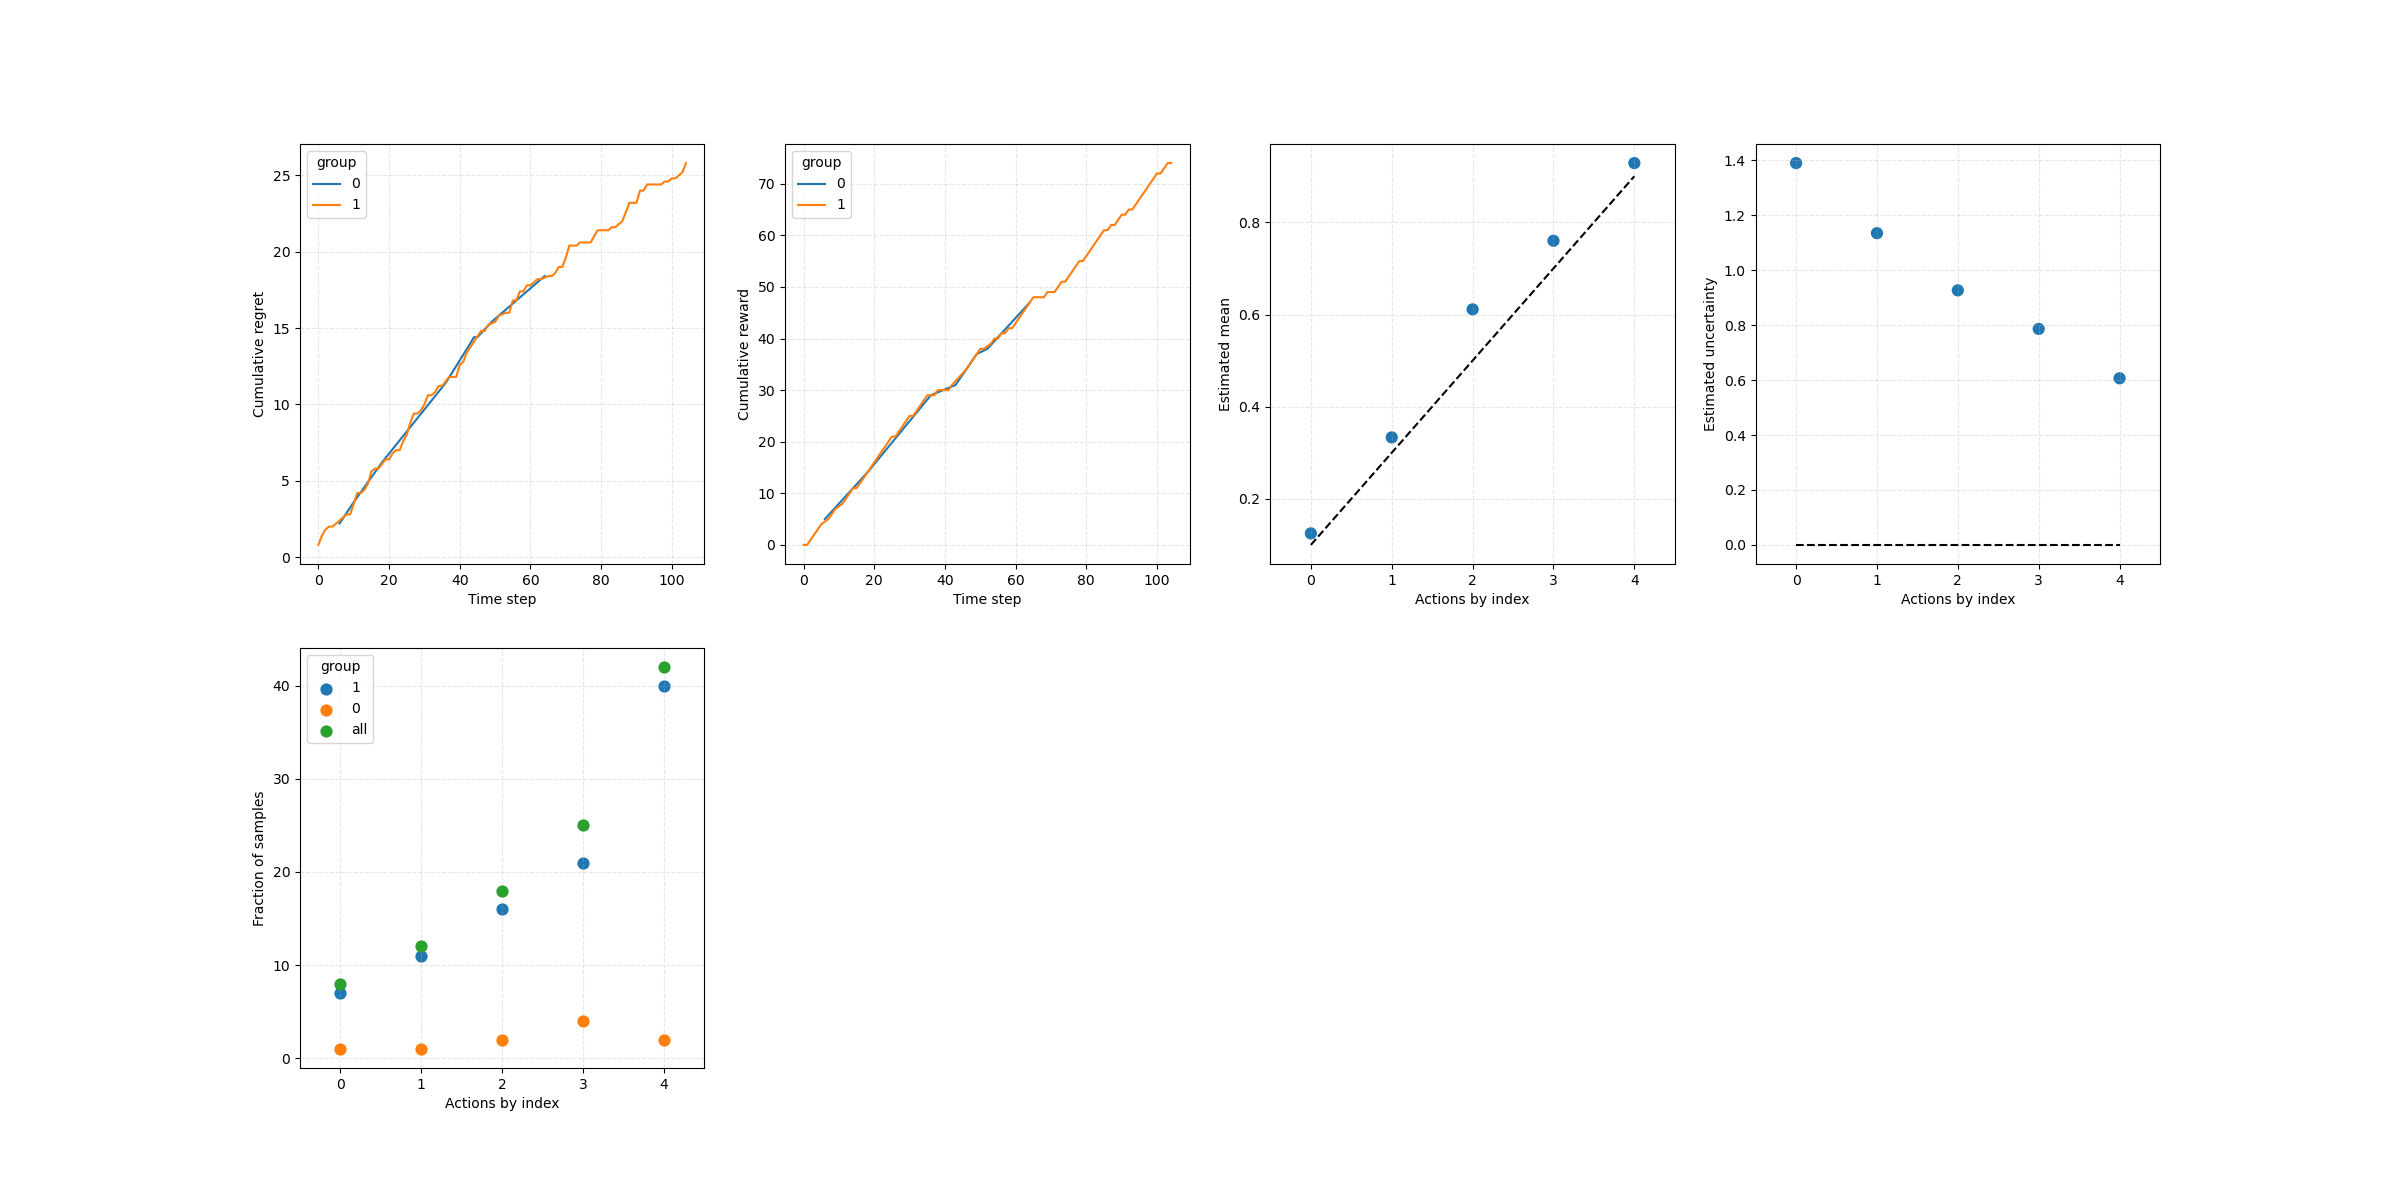 group
0
1
25
20
15
10
5
0
Cumulative regret
0 20 40 60 80 100
Time step
group
0
1
70
60
50
40
30
20
10
0
Cumulative reward
0 20 40 60 80 100
Time step
0.8
0.6
0.4
0.2
Estimated mean
0 1 2 3 4
Actions by index
1.4
1.2
1.0
0.8
0.6
0.4
0.2
0.0
Estimated uncertainty
0 1 2 3 4
Actions by index
group
1
0
all
40
30
20
10
0
Fraction of samples
0 1 2 3 4
Actions by index